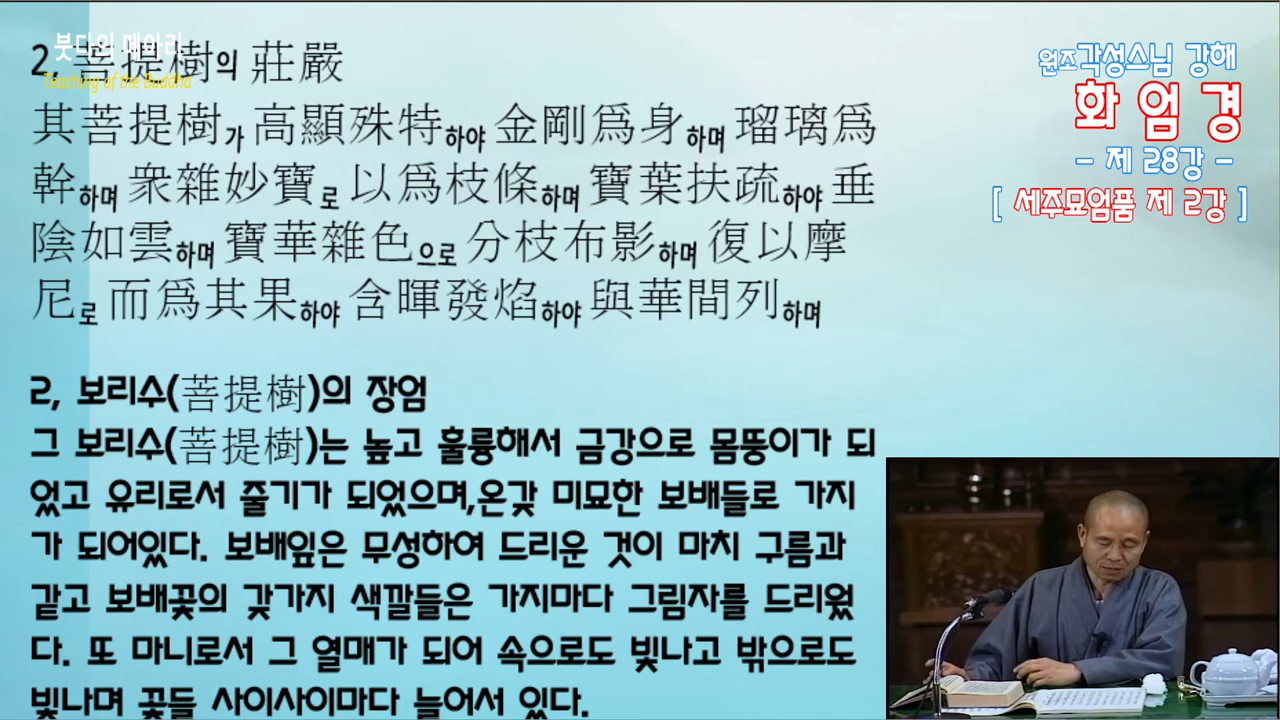 붓다의 메아리
Teaching of the Buddha
2, 菩提樹의 莊嚴
其菩提樹가 高顯殊特하야 金剛爲身하며 瑠璃爲
幹하며 衆雜妙寶로 以爲枝條하며 寶葉扶疏하야 垂
陰如雲하며 寶華雜色으로 分枝布影하며 復以摩
尼로 而爲其果하야 含暉發焰하야 與華間列하며
2, 보리수(菩提樹)의 장엄
그 보리수(菩提樹)는 높고 훌륭해서 금강으로 몸뚱이가 되
었고 유리로서 줄기가 되었으며,온갖 미묘한 보배들로 가지
가 되어있다. 보배잎은 무성하여 드리운 것이 마치 구름과
같고 보배꽃의 갖가지 색깔들은 가지마다 그림자를 드리웠
다. 또 마니로서 그 열매가 되어 속으로도 빛나고 밖으로도
빛나며 꽃들 사이사이마다 늘어서 있다.
원조각성스님 강해
화 엄 경
- 제 28강 -
[ 세주묘엄품 제 2강 ]